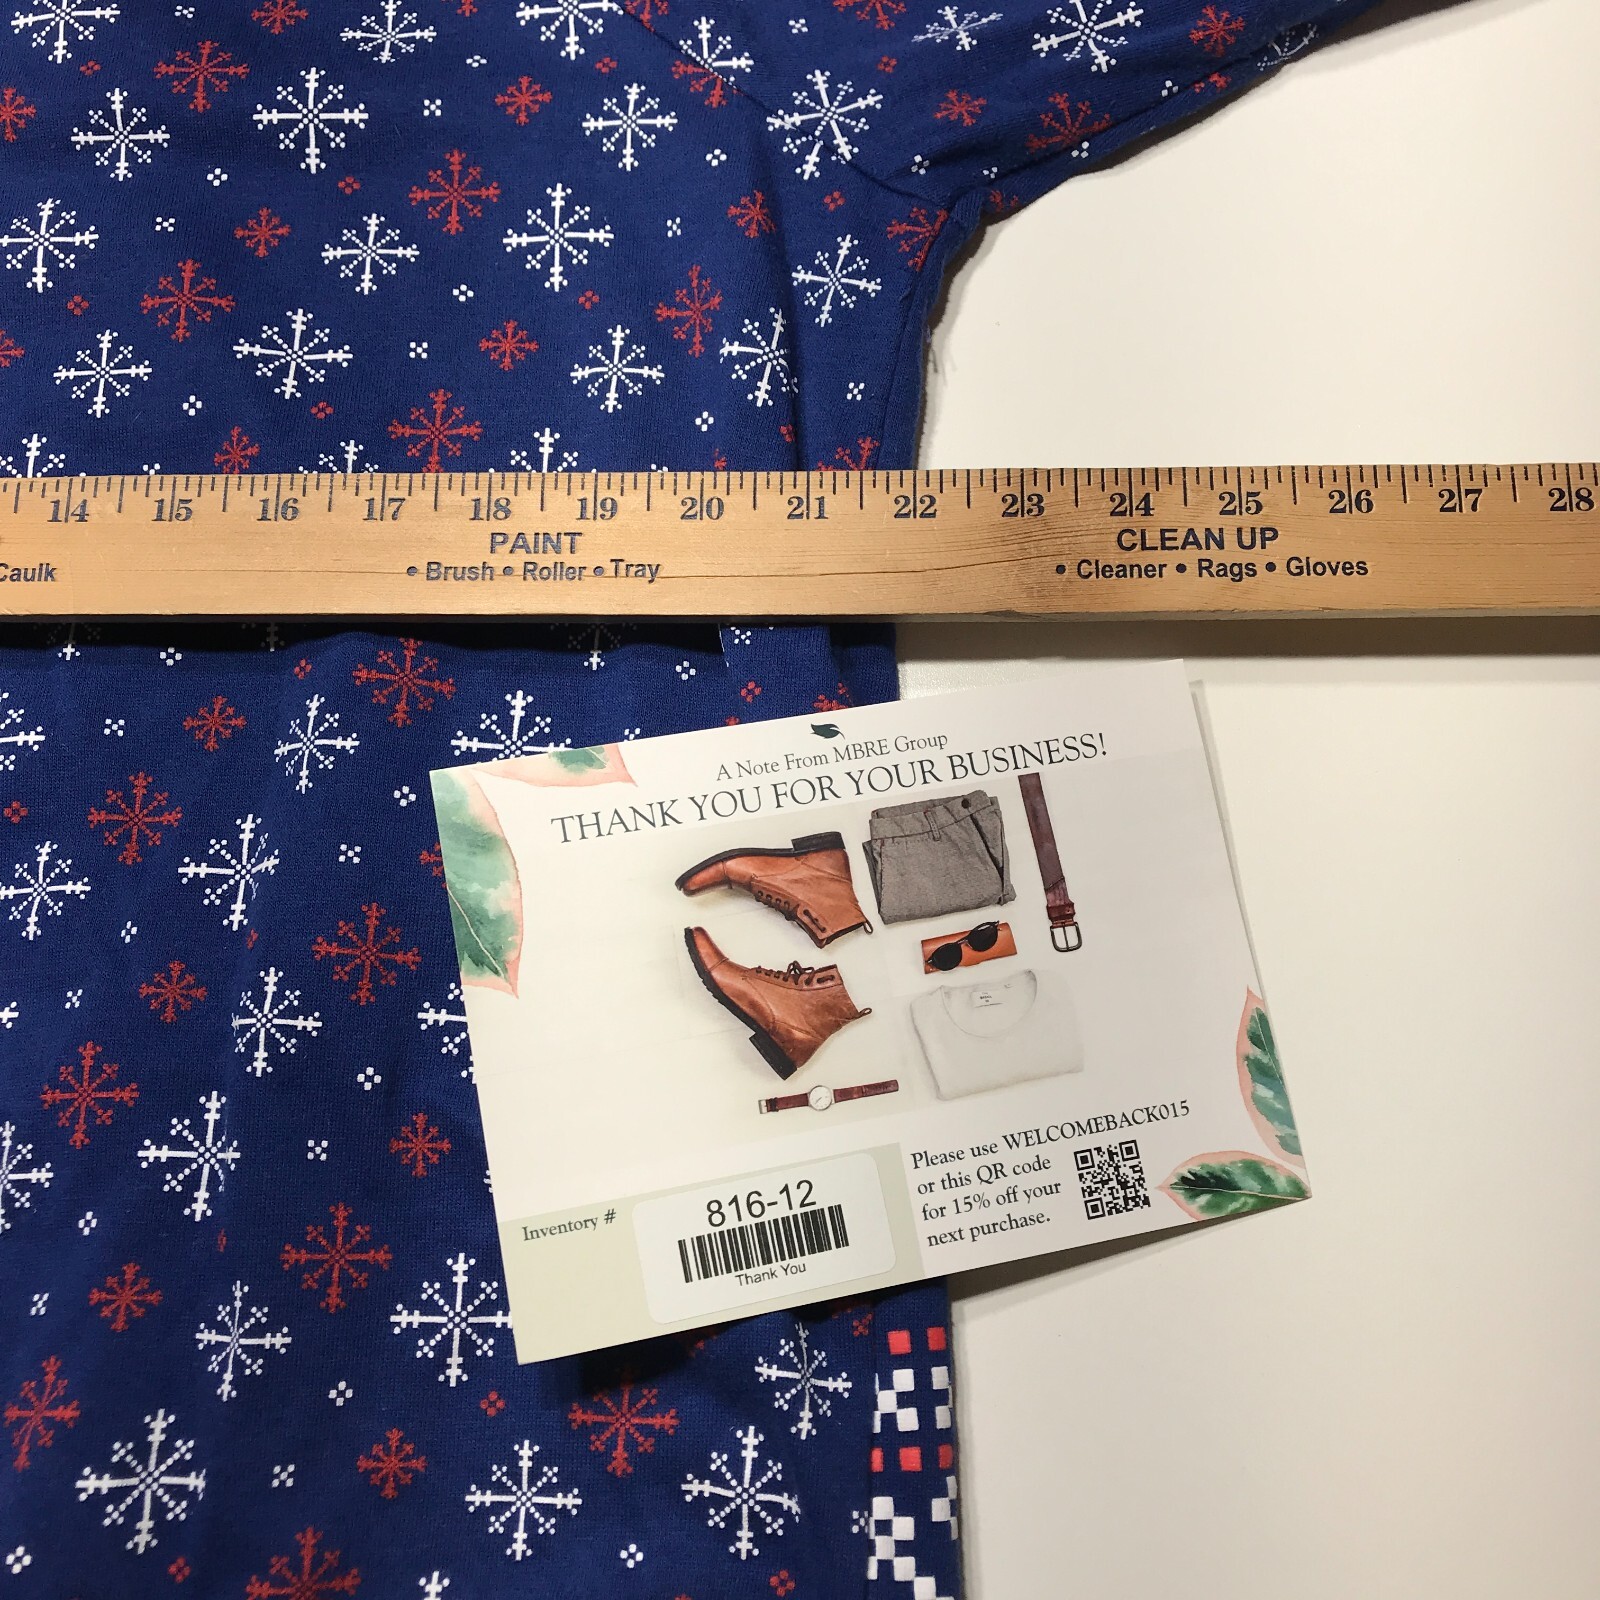 14 15 16 17 18 19 20 21 22 23 24 25 26 27 28
PAINT
CLEAN UP
Caulk
• Brush • Roller • Tray
• Cleaner • Rags • Gloves
A Note From MBRE Group
THANK YOU FOR YOUR BUSINESS!
Please use WELCOMEBACK015
or this QR code
for 15% off your
next purchase.
Inventory #
816-12
Thank You